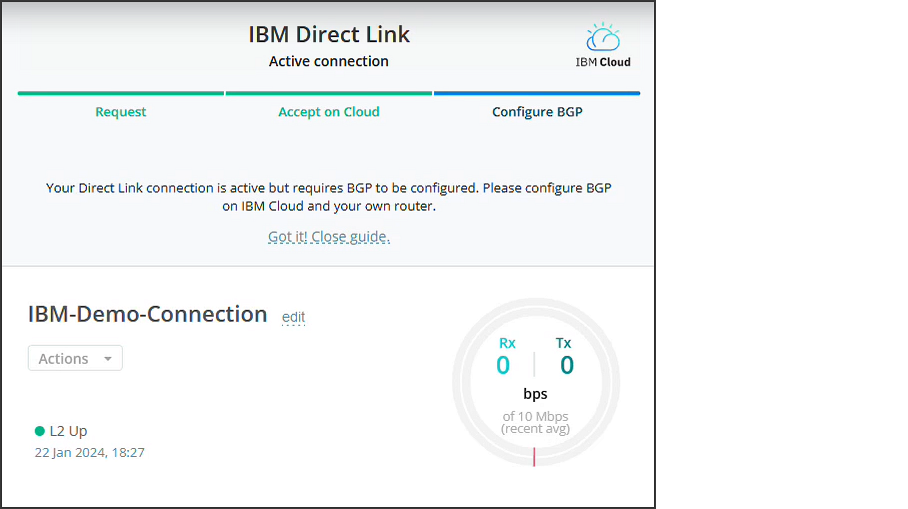 IBM Direct Link
Active connection
IBM Cloud
Request
Accept on Cloud
Configure BGP
Your Direct Link connection is active but requires BGP to be configured. Please configure BGP
on IBM Cloud and your own router.
Got it! Close guide.
IBM-Demo-Connection edit
Actions
L2 Up
22 Jan 2024, 18:27
Rx Tx
0 0
bps
of 10 Mbps
(recent avg)